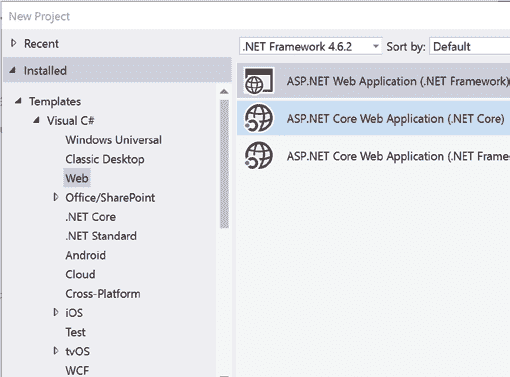 New Project
Recent
.NET Framework 4.6.2 Sort by: Default
Installed
ASP.NET Web Application (.NET Framework)
Templates
Visual C#
ASP.NET Core Web Application (.NET Core)
Windows Universal
Classic Desktop
ASP.NET Core Web Application (.NET Frame
Web
Office/SharePoint
.NET Core
.NET Standard
Android
Cloud
Cross-Platform
iOS
Test
tvOS
WCF